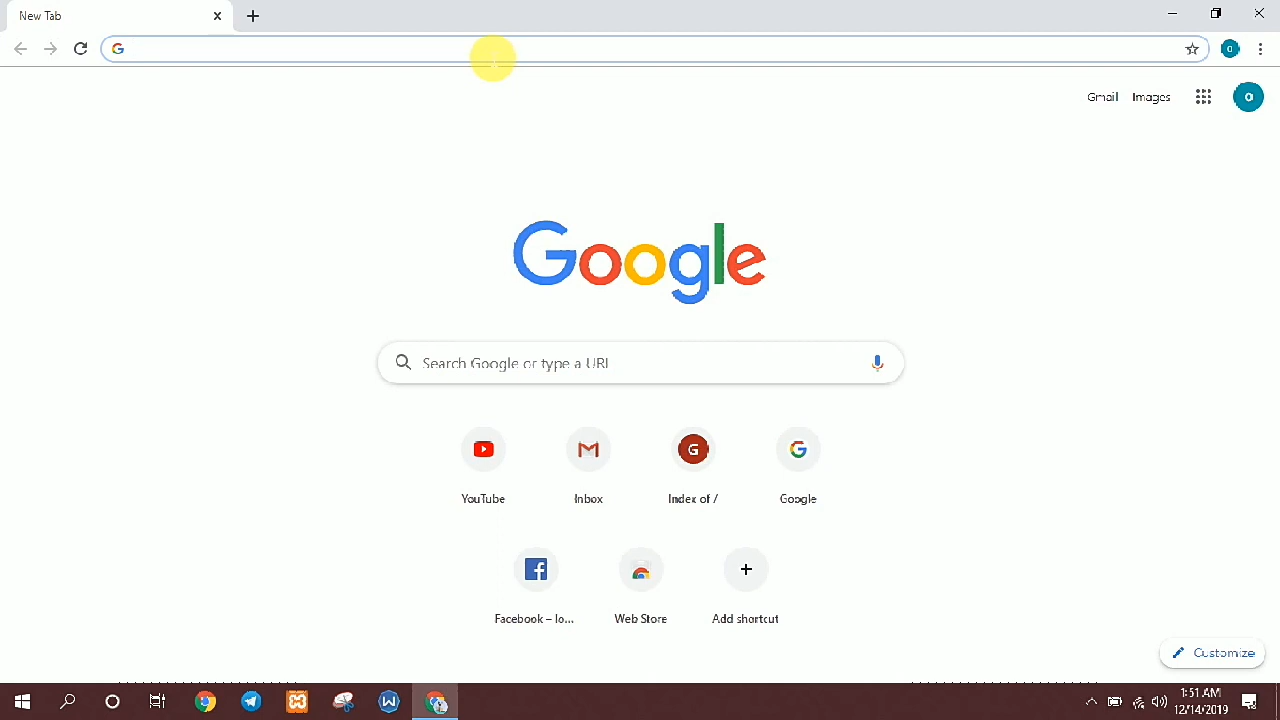 New Tab
Gmail
Images
Google
Search Google or type a URL
YouTube
Inbox
Index of /
Google
Facebook – lo...
Web Store
Add shortcut
Customize
1:51 AM
12/14/2019